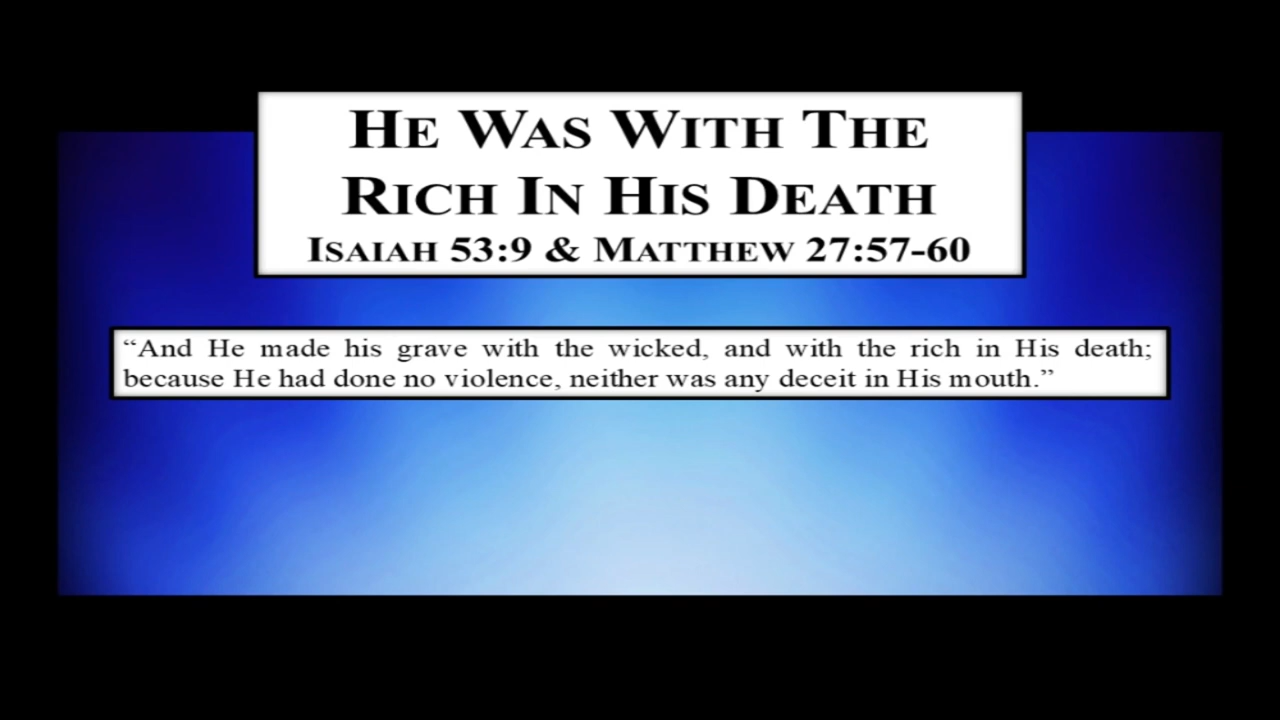 He Was With The
Rich In His Death
Isaiah 53:9 & Matthew 27:57-60
“And He made his grave with the wicked, and with the rich in His death;
because He had done no violence, neither was any deceit in His mouth.”